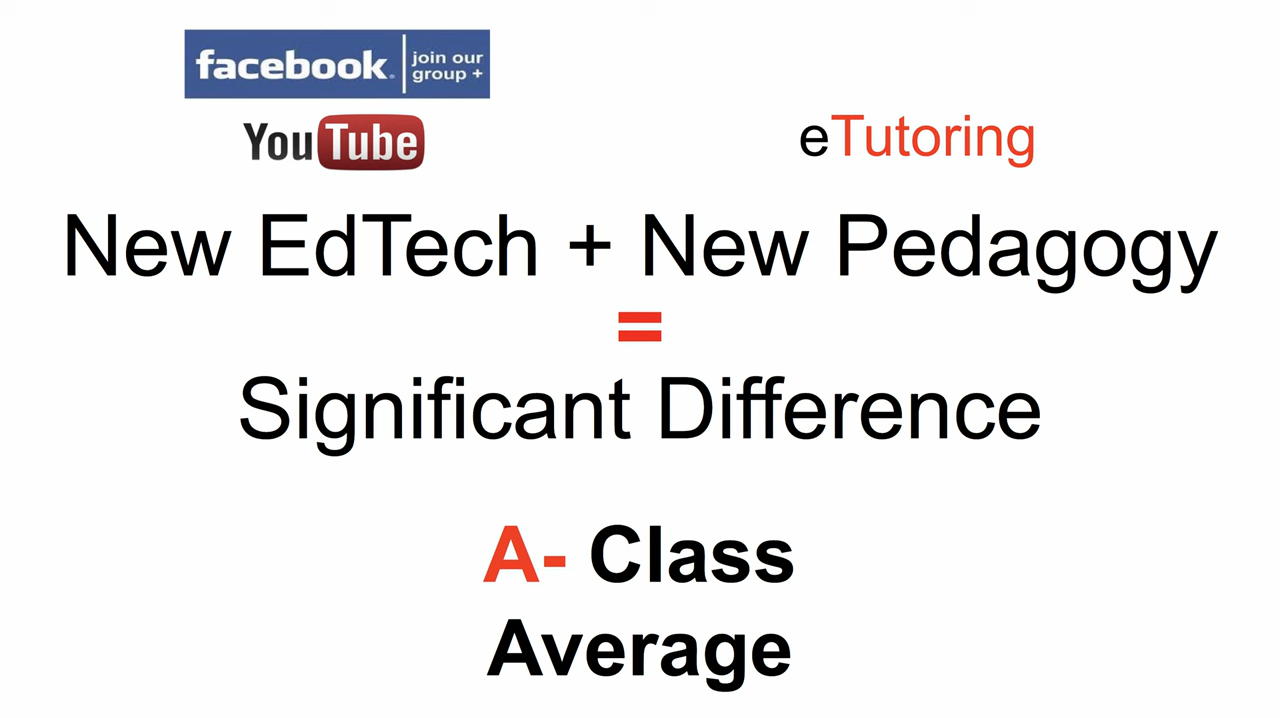 facebook. join our
group +
YouTube
eTutoring
New EdTech + New Pedagogy
=
Significant Difference
A- Class
Average